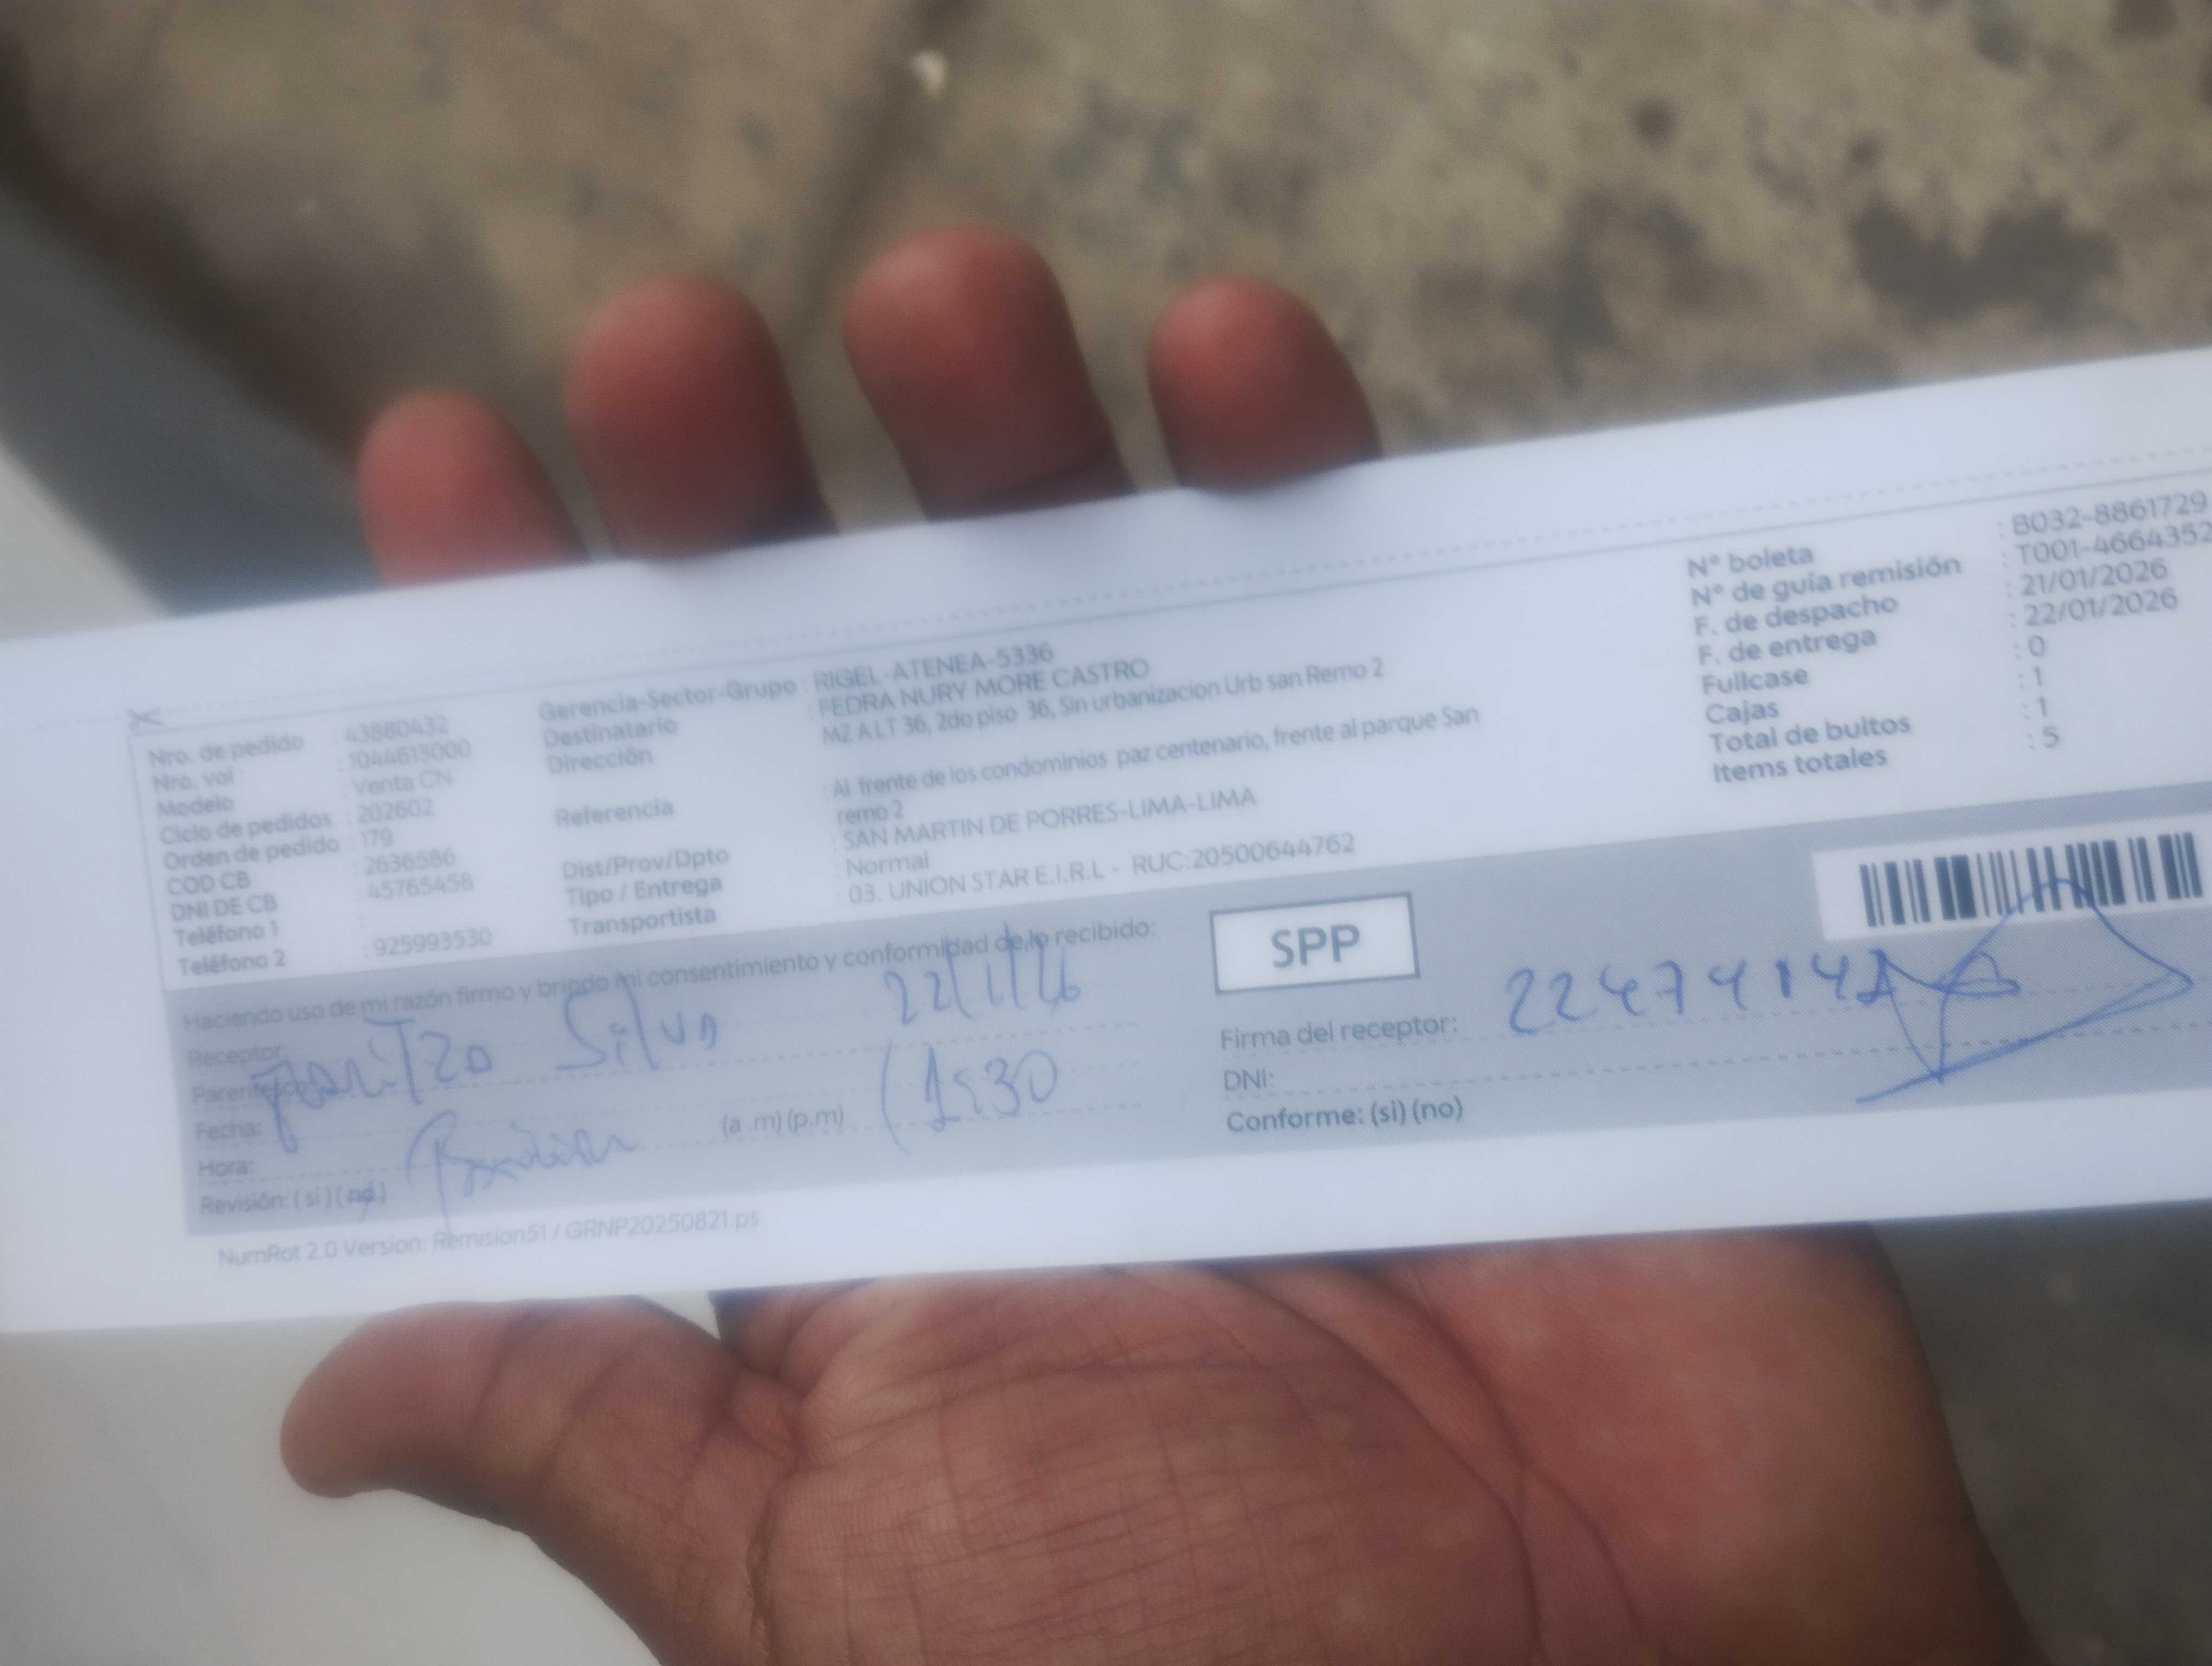 Nro. de pedido : 43880432
Nro. vol : 1044613000
Modelo : Venta CN
Ciclo de pedidos : 202602
Orden de pedido : 179
COD CB : 2636586
DNI DE CB : 45765458
Teléfono 1 :
Teléfono 2 : 925993530
Gerencia-Sector-Grupo : RIGEL-ATENEA-5336
Destinatario : FEDRA NURY MORE CASTRO
Dirección : MZ A LT 36, 2do piso 36, Sin urbanizacion Urb san Remo 2
Referencia : Al frente de los condominios paz centenario, frente al parque San
remo 2
Dist/Prov/Dpto : SAN MARTIN DE PORRES-LIMA-LIMA
Tipo / Entrega : Normal
Transportista : 03. UNION STAR E.I.R.L - RUC:20500644762
N° boleta : B032-8861729
N° de guía remisión : T001-4664352
F. de despacho : 21/01/2026
F. de entrega : 22/01/2026
Fullcase : 0
Cajas : 1
Total de bultos : 1
Items totales : 5
Haciendo uso de mi razón firmo y brindo mi consentimiento y conformidad de lo recibido:
Receptor: Silva 22/1/26
Parentesco:
Fecha:
Hora: (a .m) (p.m)
Revisión: ( si ) ( no )
SPP
Firma del receptor:
DNI:
Conforme: (si) (no)
NumRot 2.0 Version: Remision51 / GRNP20250821.ps